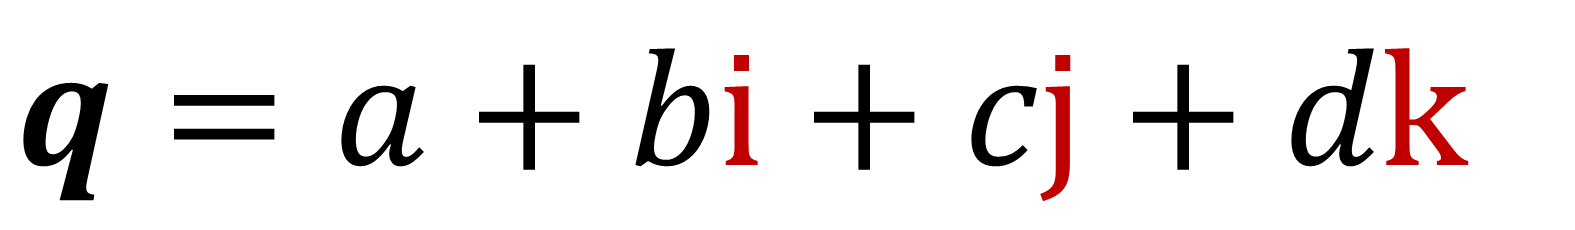 q = a + bi + cj + dk